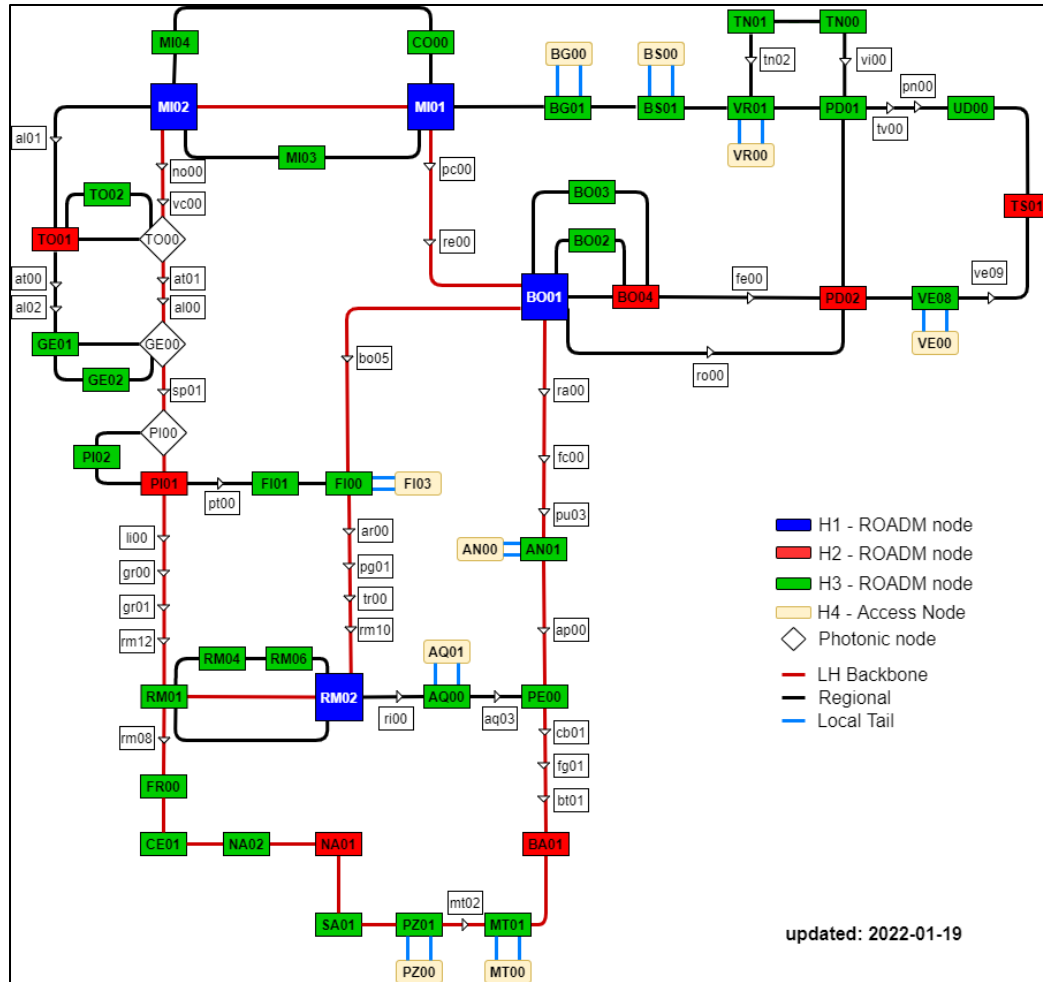 TN01
TN00
MI04
CO00
BG00
BS00
tn02
vi00
pn00
MI02
MI01
BG01
BS01
VR01
PD01
UD00
tv00
al01
MI03
VR00
no00
pc00
TO02
vc00
BO03
TS01
TO01
TO00
re00
BO02
at00
at01
ve09
al02
al00
BO01
BO04
fe00
PD02
VE08
GE01
GE00
VE00
bo05
GE02
sp01
ra00
ro00
PI00
PI02
fc00
PI01
pt00
FI01
FI00
FI03
pu03
li00
ar00
AN00
AN01
gr00
pg01
gr01
tr00
rm12
rm10
ap00
RM04
RM06
AQ01
RM01
RM02
ri00
AQ00
aq03
PE00
rm08
cb01
fg01
FR00
bt01
CE01
NA02
NA01
BA01
mt02
SA01
PZ01
MT01
PZ00
MT00
H1 - ROADM node
H2 - ROADM node
H3 - ROADM node
H4 - Access Node
Photonic node
LH Backbone
Regional
Local Tail
updated: 2022-01-19